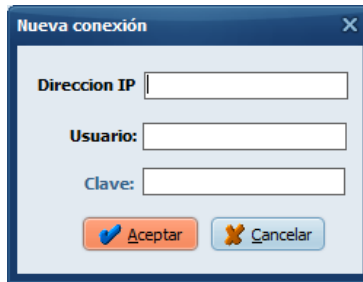 Nueva conexión
Direccion IP
Usuario:
Clave:
Aceptar Cancelar